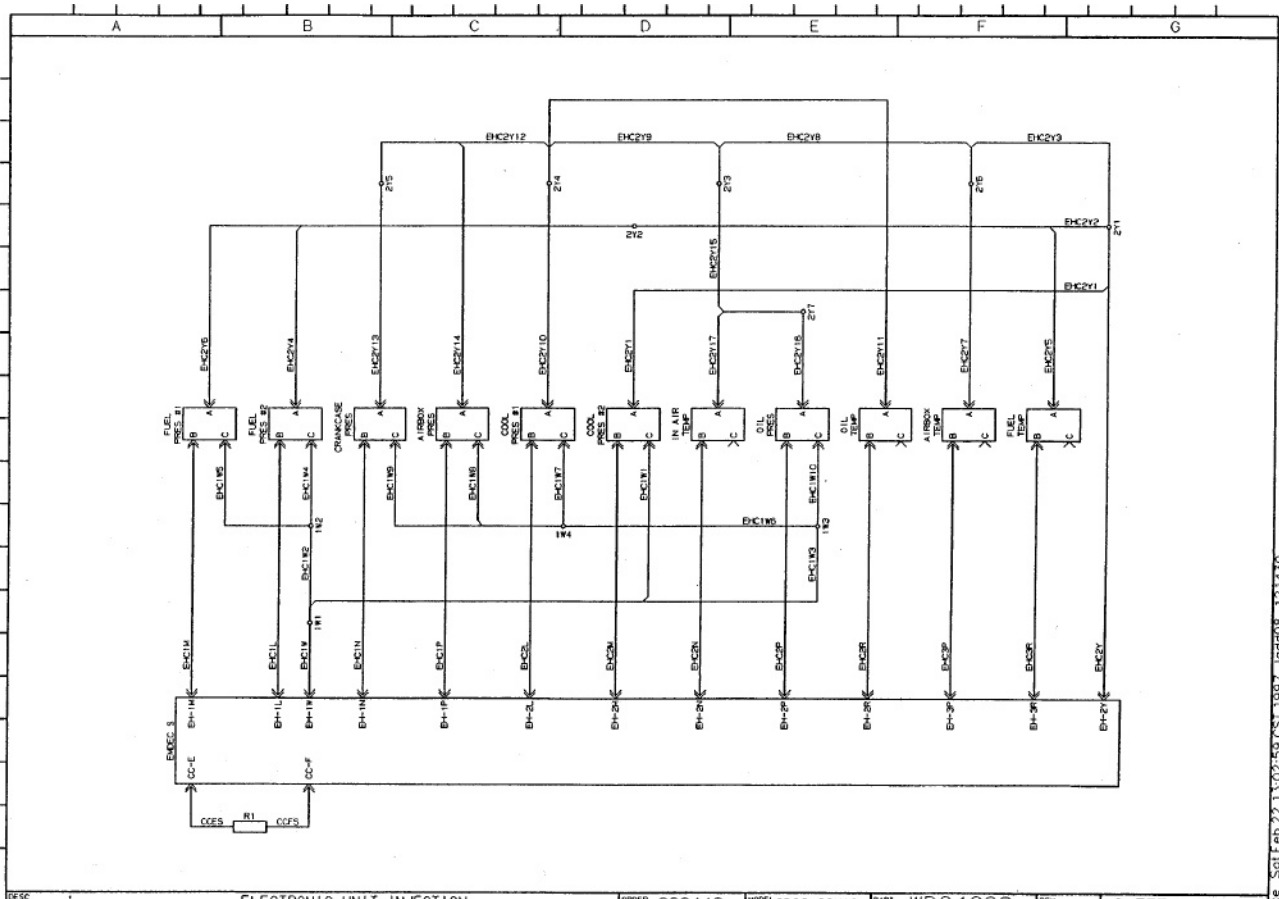 A B C D E F G
EHC2Y12 EHC2Y9 EHC2Y8 EHC2Y3
2Y5 2Y4 2Y3 2Y6
EHC2Y2
2Y2 2Y1
EHC2Y15
EHC2Y1
2Y7
EHC2Y6 EHC2Y4 EHC2Y13 EHC2Y14 EHC2Y10 EHC2Y1 EHC2Y17 EHC2Y16 EHC2Y11 EHC2Y7 EHC2Y5
FUEL PRES #1
FUEL PRES #2
CRANKCASE PRES
AIRBOX PRES
COOL PRES #1
COOL PRES #2
IN AIR TEMP
OIL PRES
OIL TEMP
AIRBOX TEMP
FUEL TEMP
A A A A A A A A A A A
B C B C B C B C B C B C B C B C B C B C B C
EHC1W5 EHC1W4 EHC1W9 EHC1W8 EHC1W7 EHC1W1 EHC1W10
1W2 1W4 EHC1W6 1W3
EHC1W2 EHC1W3
1W1
EHC1M EHC1L EHC1W EHC1N EHC1P EHC2L EHC2M EHC2N EHC2P EHC2R EHC3P EHC3R EHC2Y
EH-1M EH-1L EH-1W EH-1N EH-1P EH-2L EH-2M EH-2N EH-2P EH-2R EH-3P EH-3R EH-2Y
EMDEC S
CC-E CC-F
CCES R1 CCFS
DESC
ELECTRONIC UNIT INJECTION